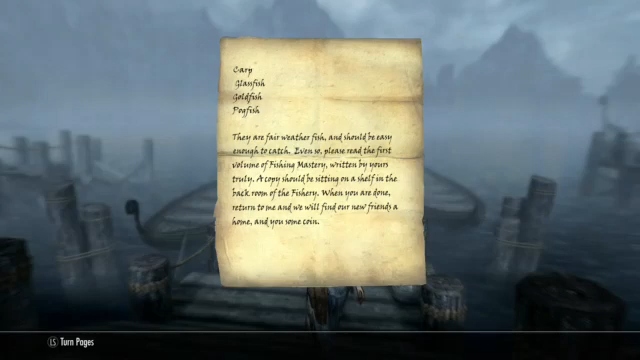 Carp
Glassfish
Goldfish
Pogfish
They are fair weather fish, and should be easy
enough to catch. Even so, please read the first
volume of Fishing Mastery, written by yours
truly. A copy should be sitting on a shelf in the
back room of the Fishery. When you are done,
return to me and we will find our new friends a
home, and you some coin.
LS Turn Pages